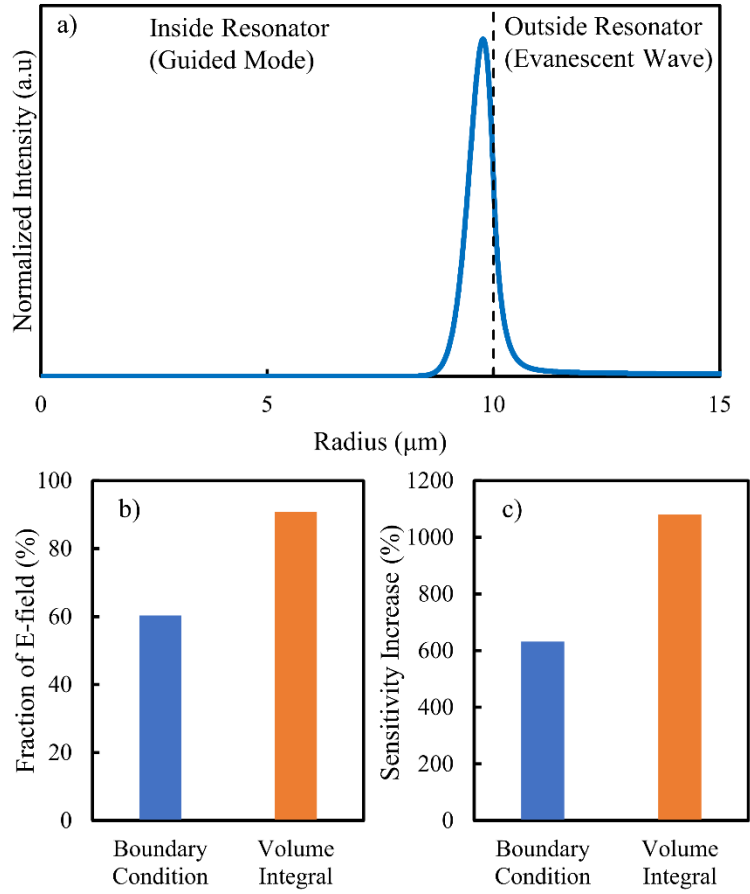 a)
Inside Resonator
(Guided Mode)
Outside Resonator
(Evanescent Wave)
Normalized Intensity (a.u)
0
5
10
15
Radius (μm)
b)
Fraction of E-field (%)
100
80
60
40
20
0
Boundary
Condition
Volume
Integral
c)
Sensitivity Increase (%)
1200
1000
800
600
400
200
0
Boundary
Condition
Volume
Integral